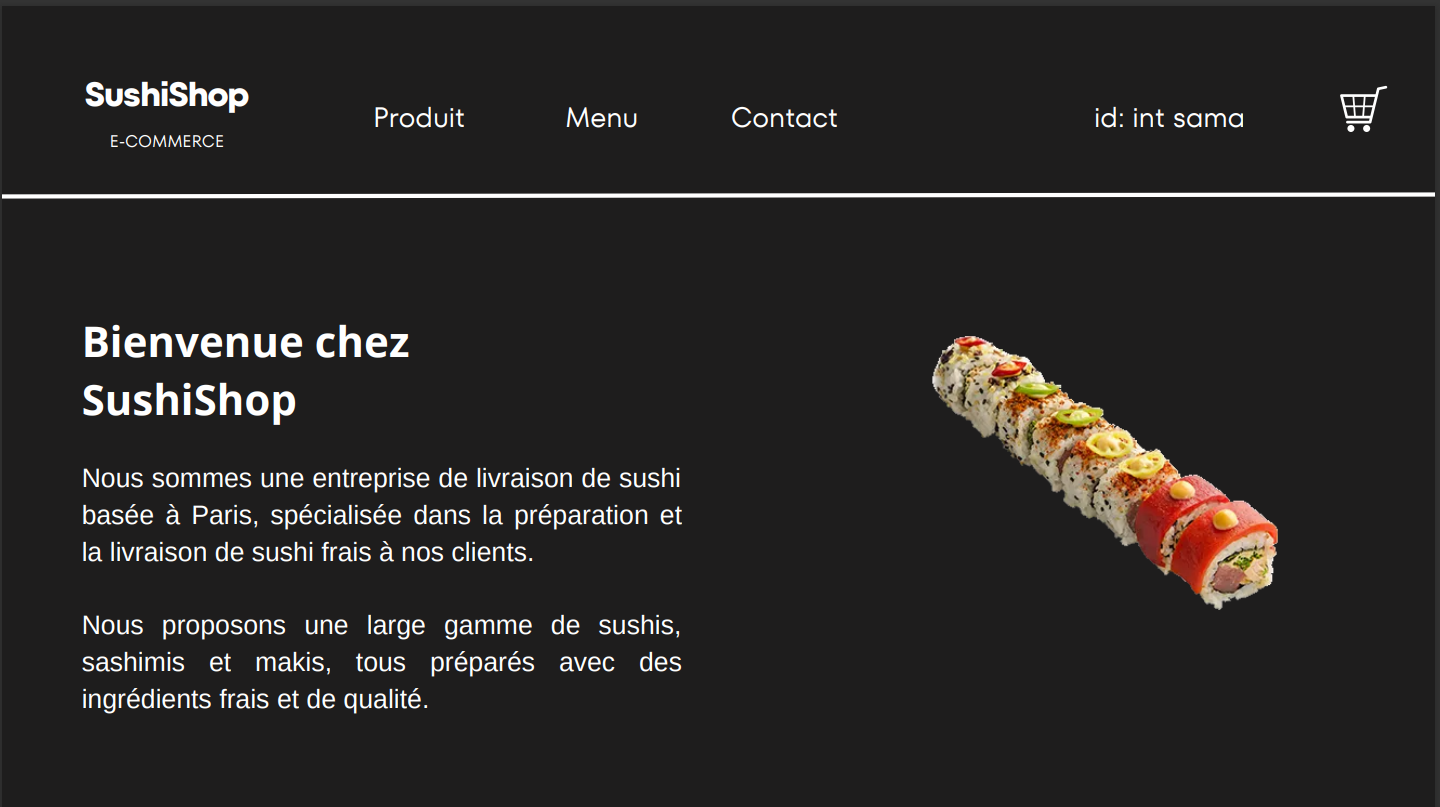 SushiShop
E-COMMERCE
Produit
Menu
Contact
id: int sama
Bienvenue chez
SushiShop
Nous sommes une entreprise de livraison de sushi
basée à Paris, spécialisée dans la préparation et
la livraison de sushi frais à nos clients.
Nous proposons une large gamme de sushis,
sashimis et makis, tous préparés avec des
ingrédients frais et de qualité.